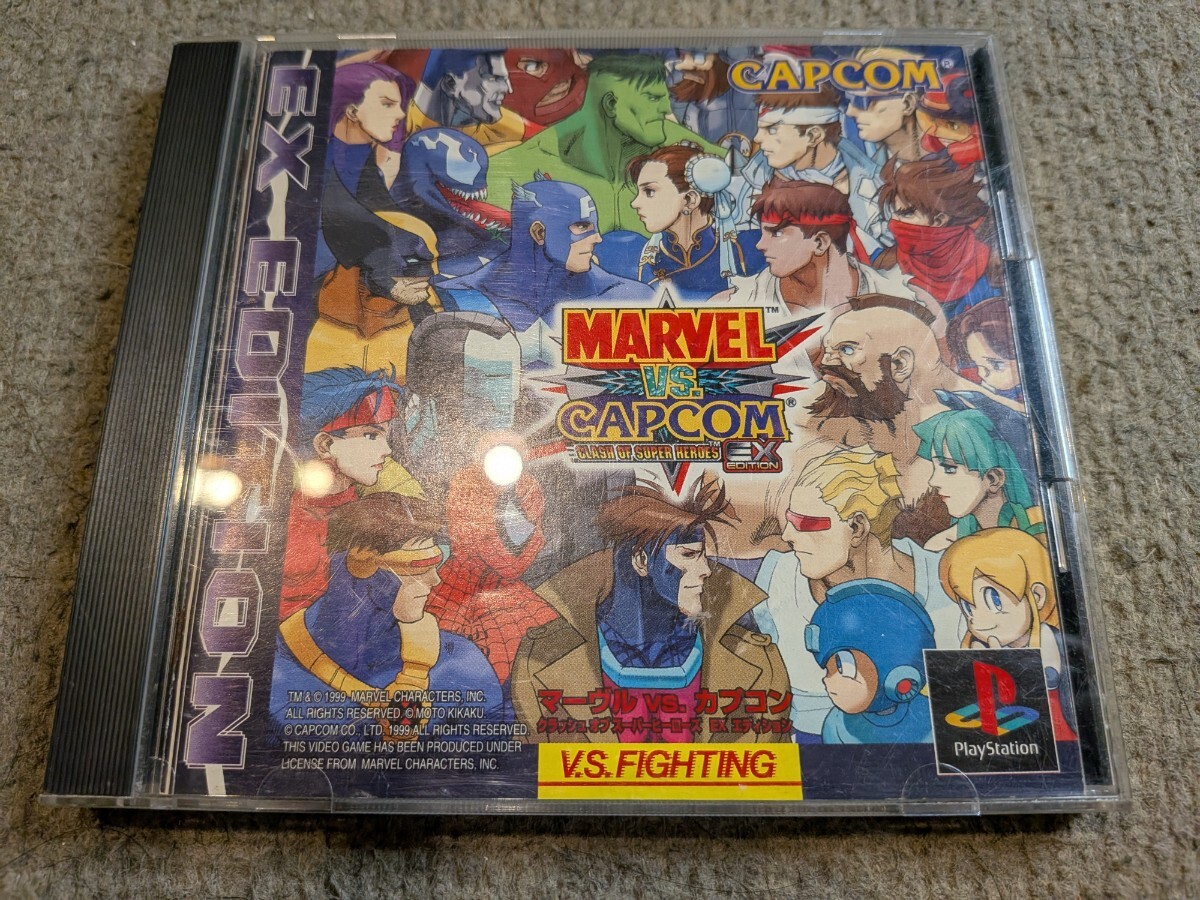 EX EDITION
CAPCOM®
MARVEL™
VS.
CAPCOM®
CLASH OF SUPER HEROES™ EX
EDITION
TM & © 1999 MARVEL CHARACTERS, INC.
ALL RIGHTS RESERVED. © MOTO KIKAKU.
© CAPCOM CO., LTD. 1999 ALL RIGHTS RESERVED.
THIS VIDEO GAME HAS BEEN PRODUCED UNDER
LICENSE FROM MARVEL CHARACTERS, INC.
マーヴル vs. カプコン
クラッシュ オブ スーパーヒーローズ EX エディション
V.S. FIGHTING
PlayStation